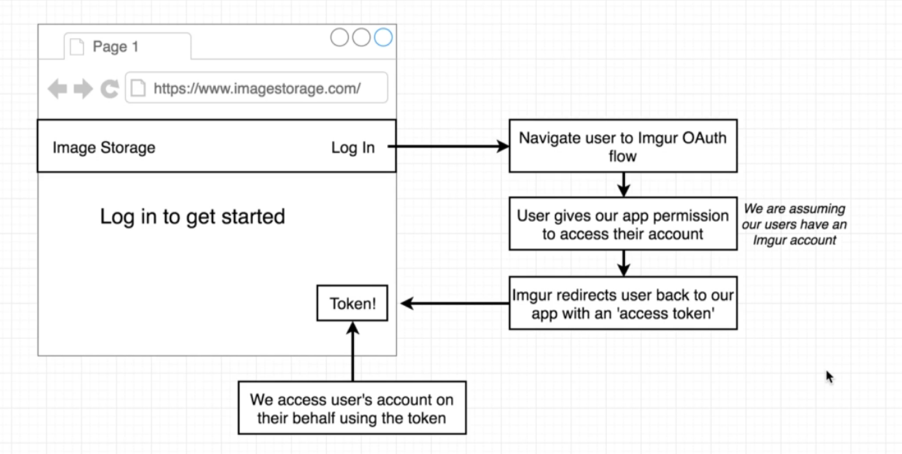 Page 1
https://www.imagestorage.com/
Image Storage
Log In
Log in to get started
Navigate user to Imgur OAuth
flow
User gives our app permission
to access their account
We are assuming
our users have an
Imgur account
Imgur redirects user back to our
app with an 'access token'
Token!
We access user's account on
their behalf using the token